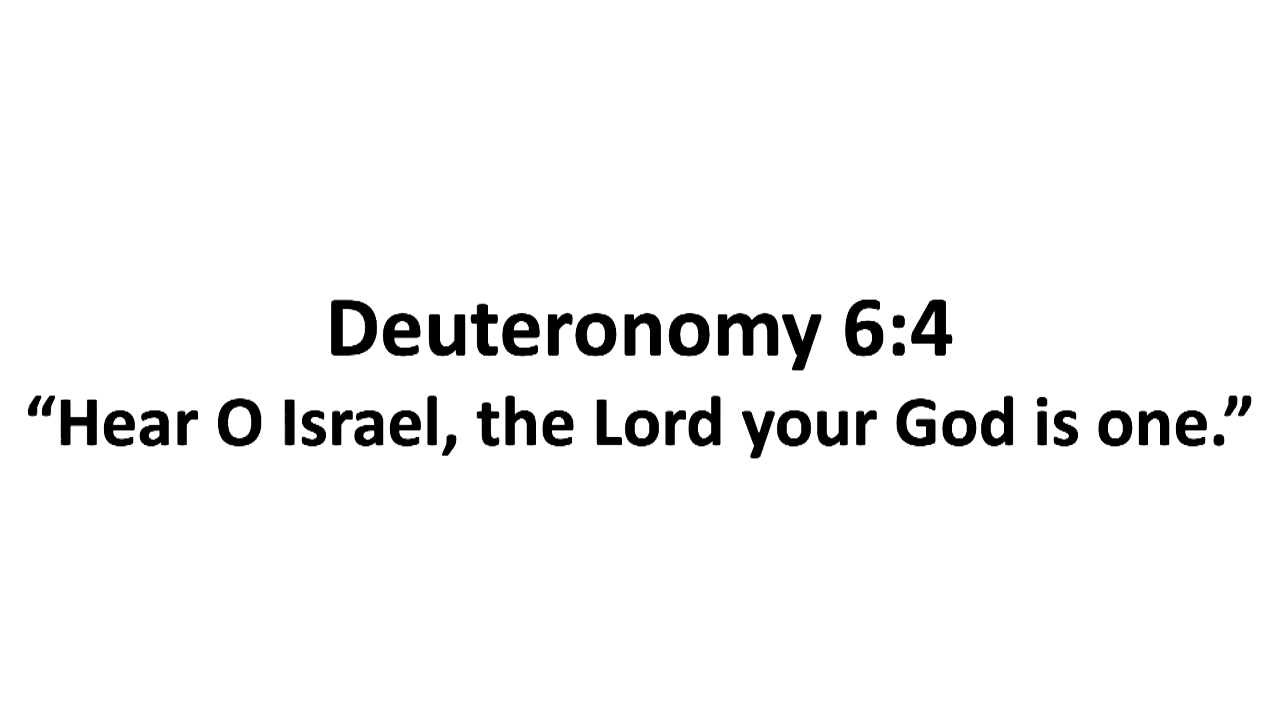 Deuteronomy 6:4
“Hear O Israel, the Lord your God is one.”